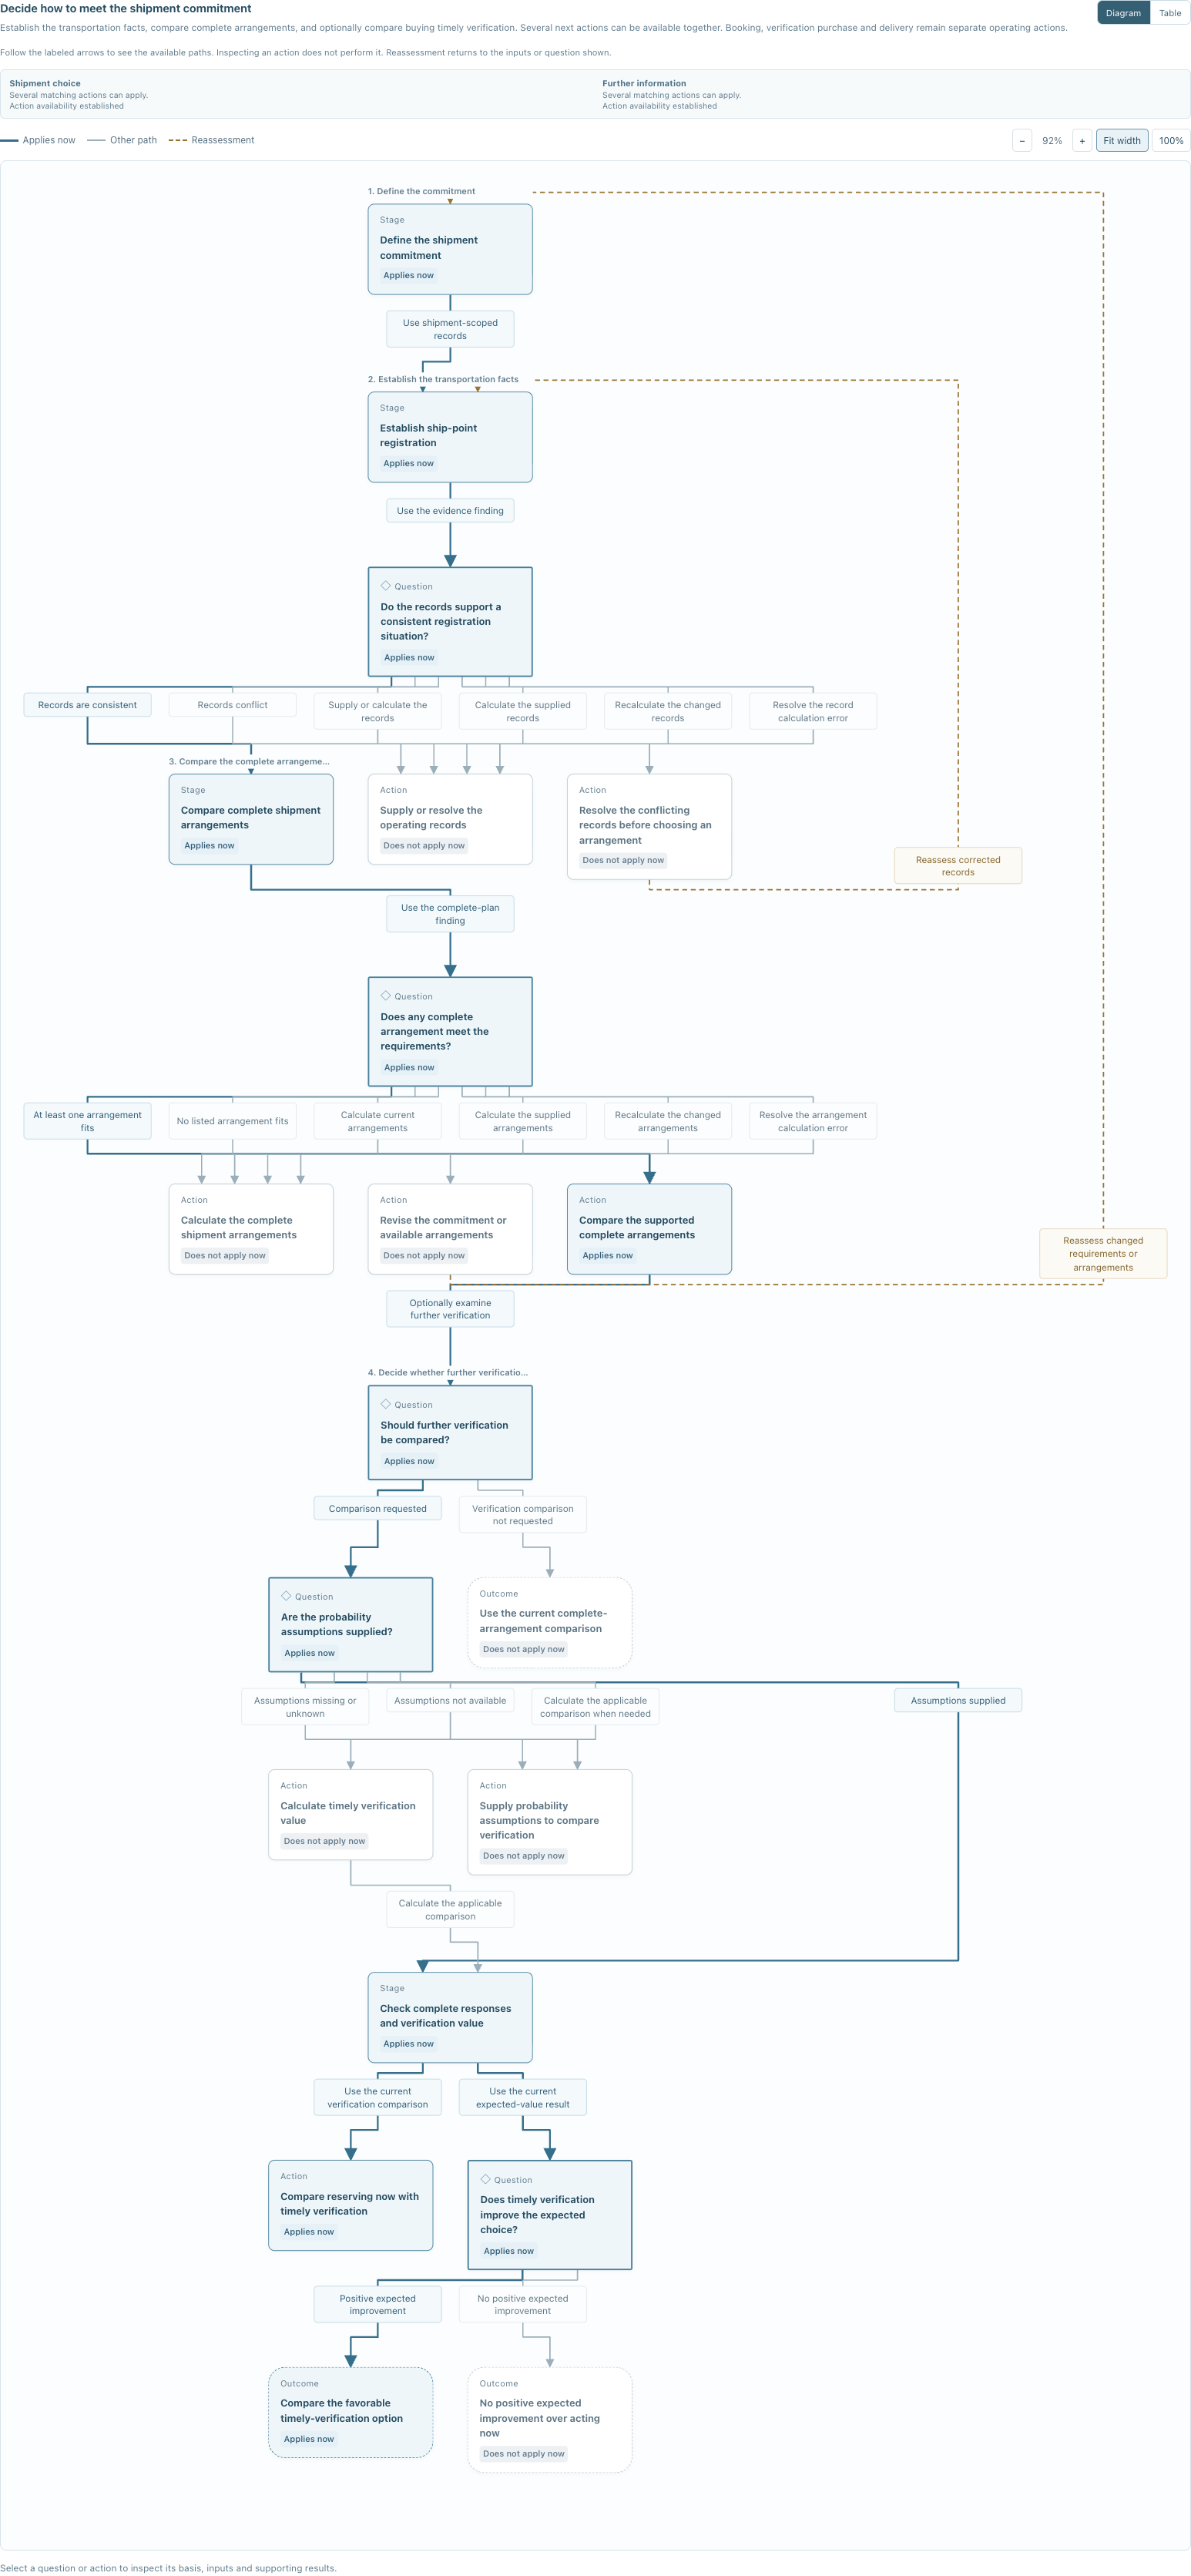 Decide how to meet the shipment commitment
Diagram
Table
Establish the transportation facts, compare complete arrangements, and optionally compare buying timely verification. Several next actions can be available together. Booking, verification purchase and delivery remain separate operating actions.
Follow the labeled arrows to see the available paths. Inspecting an action does not perform it. Reassessment returns to the inputs or question shown.
Shipment choice
Several matching actions can apply.
Action availability established
Further information
Several matching actions can apply.
Action availability established
Applies now
Other path
Reassessment
−
92%
+
Fit width
100%
1. Define the commitment
Stage
Define the shipment
commitment
Applies now
Use shipment-scoped
records
2. Establish the transportation facts
Stage
Establish ship-point
registration
Applies now
Use the evidence finding
Question
Do the records support a
consistent registration
situation?
Applies now
Records are consistent
Records conflict
Supply or calculate the
records
Calculate the supplied
records
Recalculate the changed
records
Resolve the record
calculation error
3. Compare the complete arrangeme...
Stage
Compare complete shipment
arrangements
Applies now
Action
Supply or resolve the
operating records
Does not apply now
Action
Resolve the conflicting
records before choosing an
arrangement
Does not apply now
Reassess corrected
records
Use the complete-plan
finding
Question
Does any complete
arrangement meet the
requirements?
Applies now
At least one arrangement
fits
No listed arrangement fits
Calculate current
arrangements
Calculate the supplied
arrangements
Recalculate the changed
arrangements
Resolve the arrangement
calculation error
Action
Calculate the complete
shipment arrangements
Does not apply now
Action
Revise the commitment or
available arrangements
Does not apply now
Action
Compare the supported
complete arrangements
Applies now
Reassess changed
requirements or
arrangements
Optionally examine
further verification
4. Decide whether further verificatio...
Question
Should further verification
be compared?
Applies now
Comparison requested
Verification comparison
not requested
Question
Are the probability
assumptions supplied?
Applies now
Outcome
Use the current complete-
arrangement comparison
Does not apply now
Assumptions missing or
unknown
Assumptions not available
Calculate the applicable
comparison when needed
Assumptions supplied
Action
Calculate timely verification
value
Does not apply now
Action
Supply probability
assumptions to compare
verification
Does not apply now
Calculate the applicable
comparison
Stage
Check complete responses
and verification value
Applies now
Use the current
verification comparison
Use the current
expected-value result
Action
Compare reserving now with
timely verification
Applies now
Question
Does timely verification
improve the expected
choice?
Applies now
Positive expected
improvement
No positive expected
improvement
Outcome
Compare the favorable
timely-verification option
Applies now
Outcome
No positive expected
improvement over acting
now
Does not apply now
Select a question or action to inspect its basis, inputs and supporting results.